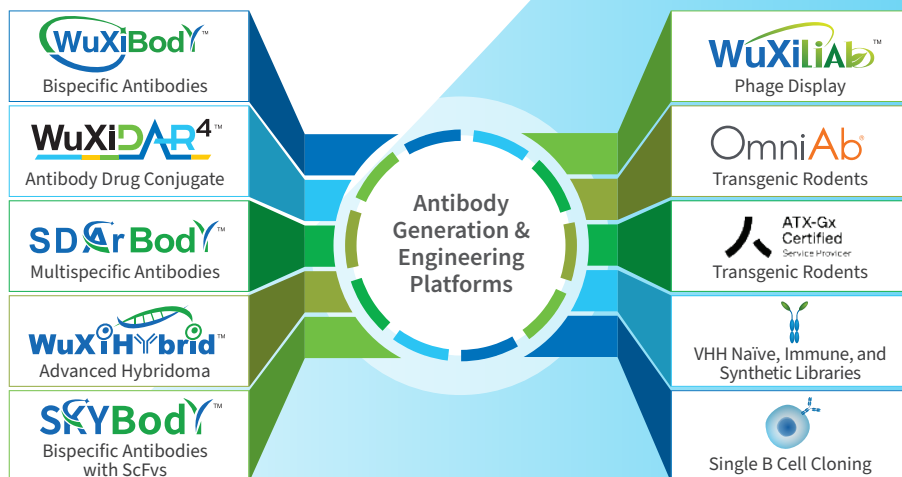 WuXiBody™
Bispecific Antibodies
WuXiDAR4™
Antibody Drug Conjugate
SDArBody™
Multispecific Antibodies
WuXiHybrid™
Advanced Hybridoma
SKYBody™
Bispecific Antibodies
with ScFvs
Antibody
Generation &
Engineering
Platforms
WuXiLiAb™
Phage Display
OmniAb®
Transgenic Rodents
ATX-Gx
Certified
Service Provider
Transgenic Rodents
VHH Naïve, Immune, and
Synthetic Libraries
Single B Cell Cloning